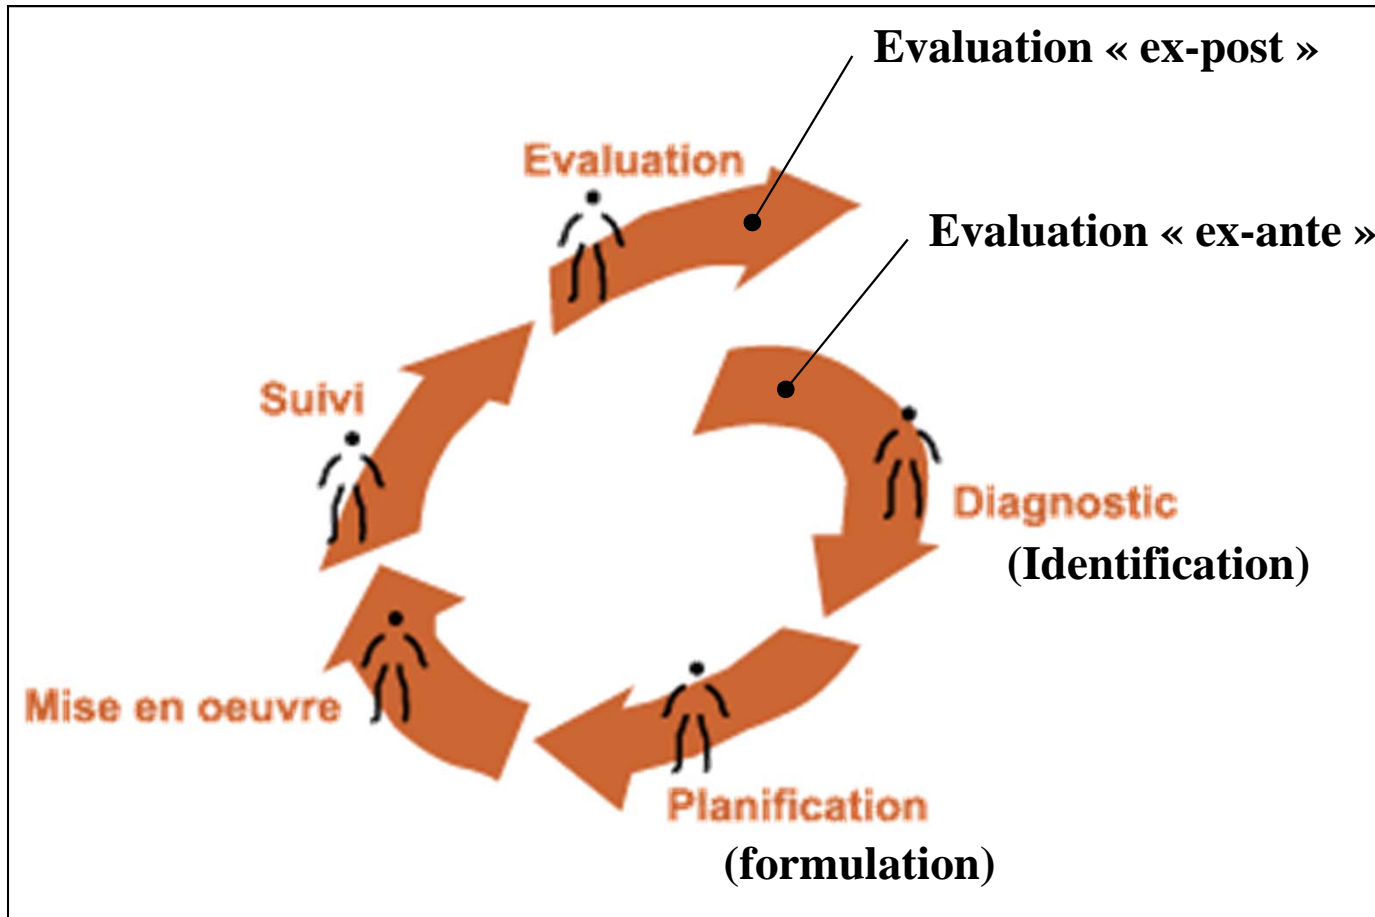 Evaluation « ex-post »
Evaluation
Evaluation « ex-ante »
Suivi
Diagnostic
(Identification)
Mise en oeuvre
Planification
(formulation)